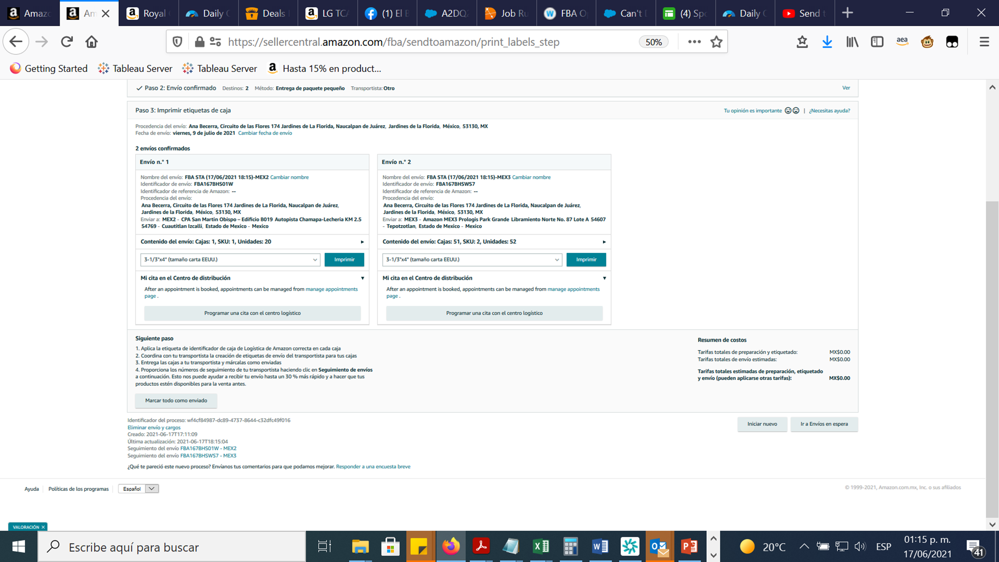 Amazo
Am
Royal
Daily C
Deals
LG TCA
(1) El B
A2DQ
Job Ru
FBA O
Can't D
(4) Spo
Daily C
Send t
https://sellercentral.amazon.com/fba/sendtoamazon/print_labels_step
50%
aea
Getting Started
Tableau Server
Tableau Server
Hasta 15% en product...
Paso 2: Envío confirmado Destinos: 2 Método: Entrega de paquete pequeño Transportista: Otro
Ver
Paso 3: Imprimir etiquetas de caja
Tu opinión es importante | ¿Necesitas ayuda?
Procedencia del envío: Ana Becerra, Circuito de las Flores 174 Jardines de La Florida, Naucalpan de Juárez, Jardines de la Florida, México, 53130, MX
Fecha de envío: viernes, 9 de julio de 2021 Cambiar fecha de envío
2 envíos confirmados
Envío n.° 1
Nombre del envío: FBA STA (17/06/2021 18:15)-MEX2 Cambiar nombre
Identificador de envío: FBA167BHS01W
Identificador de referencia de Amazon: --
Procedencia del envío:
Ana Becerra, Circuito de las Flores 174 Jardines de La Florida, Naucalpan de Juárez,
Jardines de la Florida, México, 53130, MX
Enviar a: MEX2 - CPA San Martin Obispo – Edificio B019 Autopista Chamapa-Lecheria KM 2.5
54769 - Cuautitlan Izcalli, Estado de Mexico - Mexico
Contenido del envío: Cajas: 1, SKU: 1, Unidades: 20
3-1/3"x4" (tamaño carta EEUU.)
Imprimir
Mi cita en el Centro de distribución
After an appointment is booked, appointments can be managed from manage appointments
page .
Programar una cita con el centro logístico
Envío n.° 2
Nombre del envío: FBA STA (17/06/2021 18:15)-MEX3 Cambiar nombre
Identificador de envío: FBA167BHSWS7
Identificador de referencia de Amazon: --
Procedencia del envío:
Ana Becerra, Circuito de las Flores 174 Jardines de La Florida, Naucalpan de Juárez,
Jardines de la Florida, México, 53130, MX
Enviar a: MEX3 - Amazon MEX3 Prologis Park Grande Libramiento Norte No. 87 Lote A 54607
- Tepotzotlan, Estado de Mexico - Mexico
Contenido del envío: Cajas: 51, SKU: 2, Unidades: 52
3-1/3"x4" (tamaño carta EEUU.)
Imprimir
Mi cita en el Centro de distribución
After an appointment is booked, appointments can be managed from manage appointments
page .
Programar una cita con el centro logístico
Siguiente paso
1. Aplica la etiqueta de identificador de caja de Logística de Amazon correcta en cada caja
2. Coordina con tu transportista la creación de etiquetas de envío del transportista para tus cajas
3. Entrega las cajas a tu transportista y márcalas como enviadas
4. Proporciona los números de seguimiento de tu transportista haciendo clic en Seguimiento de envíos
a continuación. Esto nos puede ayudar a recibir tu envío hasta un 30 % más rápido y a hacer que tus
productos estén disponibles para la venta antes.
Marcar todo como enviado
Resumen de costos
Tarifas totales de preparación y etiquetado: MX$0.00
Tarifas totales de envío estimadas: MX$0.00
Tarifas totales estimadas de preparación, etiquetado
y envío (pueden aplicarse otras tarifas): MX$0.00
Identificador del proceso: wf4cf84987-dc89-4737-8644-c32dfc49f016
Eliminar envío y cargos
Creado: 2021-06-17T17:11:09
Última actualización: 2021-06-17T18:15:04
Seguimiento del envío FBA167BHS01W - MEX2
Seguimiento del envío FBA167BHSWS7 - MEX3
Iniciar nuevo
Ir a Envíos en espera
¿Qué te pareció este nuevo proceso? Envíanos tus comentarios para que podamos mejorar. Responder a una encuesta breve
Ayuda
Políticas de los programas
Español
© 1999-2021, Amazon.com.mx, Inc. o sus afiliados
VALORACIÓN X
Escribe aquí para buscar
20°C
ESP
01:15 p. m.
17/06/2021
41